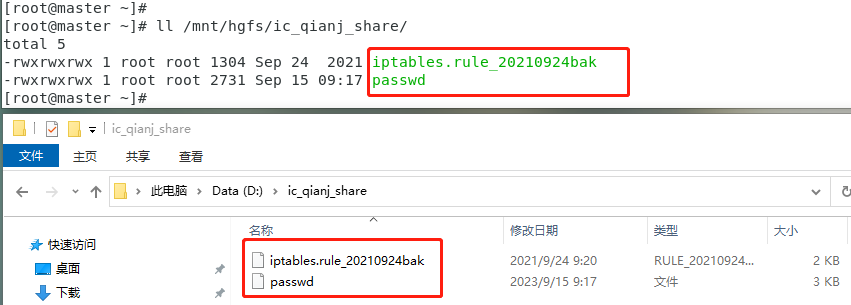 [root@master ~]#
[root@master ~]# ll /mnt/hgfs/ic_qianj_share/
total 5
-rwxrwxrwx 1 root root 1304 Sep 24  2021 iptables.rule_20210924bak
-rwxrwxrwx 1 root root 2731 Sep 15 09:17 passwd
[root@master ~]#
ic_qianj_share
文件 主页 共享 查看
此电脑 Data (D:) ic_qianj_share
名称 修改日期 类型 大小
快速访问 iptables.rule_20210924bak 2021/9/24 9:20 RULE_20210924... 2 KB
桌面 passwd 2023/9/15 9:17 文件 3 KB
下载